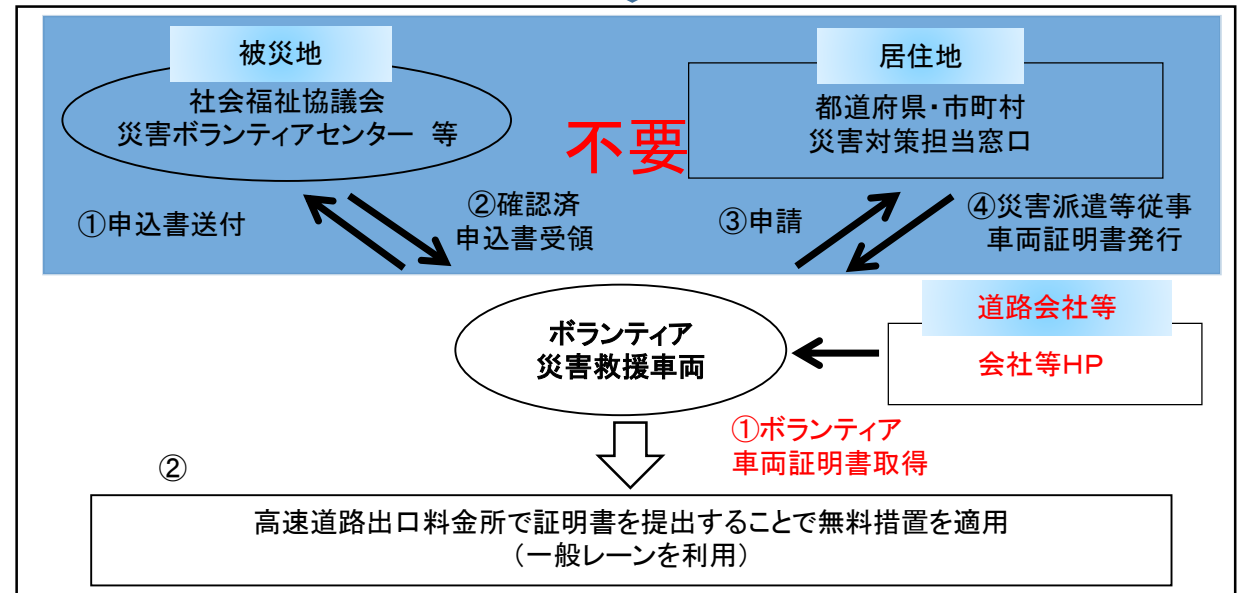 被災地
社会福祉協議会
災害ボランティアセンター 等
不要
居住地
都道府県・市町村
災害対策担当窓口
①申込書送付
②確認済
申込書受領
③申請
④災害派遣等従事
車両証明書発行
ボランティア
災害救援車両
道路会社等
会社等HP
①ボランティア
車両証明書取得
②
高速道路出口料金所で証明書を提出することで無料措置を適用
（一般レーンを利用）